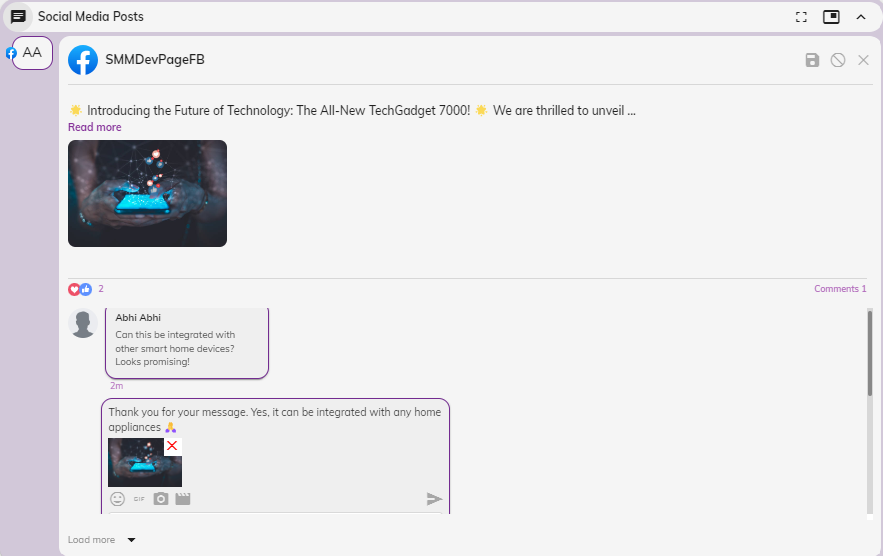 Social Media Posts
AA
SMMDevPageFB
🌟 Introducing the Future of Technology: The All-New TechGadget 7000! 🌟 We are thrilled to unveil ...
Read more
2
Comments 1
Abhi Abhi
Can this be integrated with
other smart home devices?
Looks promising!
2m
Thank you for your message. Yes, it can be integrated with any home
appliances 🙏
GIF
Load more